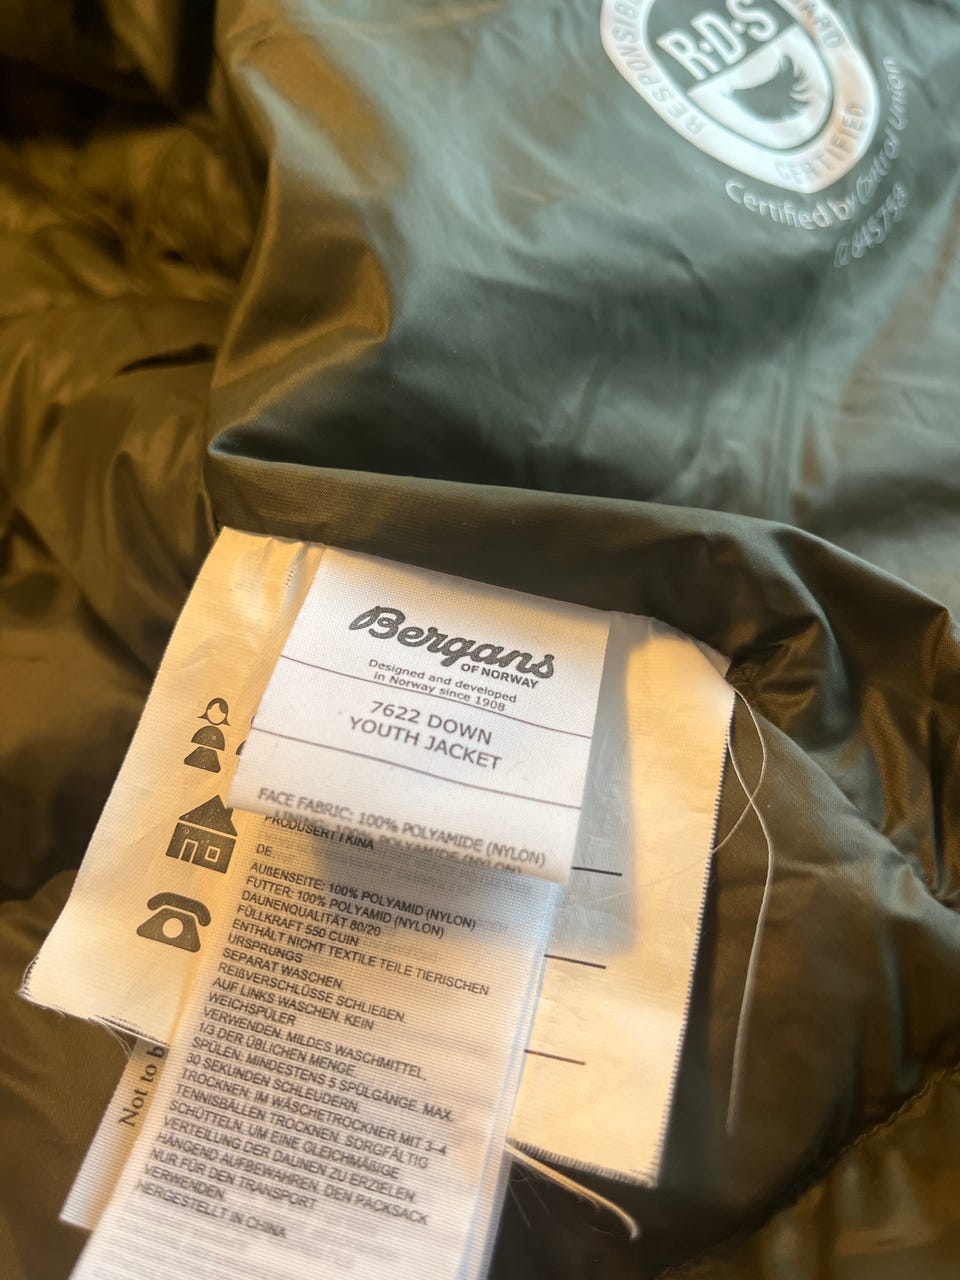 RESPONSIBLE
R·D·S
CERTIFIED
Certified by Control Union
Bergans
OF NORWAY
Designed and developed
in Norway since 1908
7622 DOWN
YOUTH JACKET
FACE FABRIC: 100% POLYAMIDE (NYLON)
LINING: 100% POLYAMIDE (NYLON)
PRODUSERT I KINA
DE
AUßENSEITE: 100% POLYAMID (NYLON)
FUTTER: 100% POLYAMID (NYLON)
DAUNENQUALITÄT 80/20
FÜLLKRAFT 550 CUIN
ENTHÄLT NICHT TEXTILE TEILE TIERISCHEN
URSPRUNGS
SEPARAT WASCHEN.
REIßVERSCHLÜSSE SCHLIEßEN.
AUF LINKS WASCHEN. KEIN
WEICHSPÜLER
VERWENDEN. MILDES WASCHMITTEL,
1/3 DER ÜBLICHEN MENGE.
SPÜLEN: MINDESTENS 5 SPÜLGÄNGE. MAX.
30 SEKUNDEN SCHLEUDERN.
TROCKNEN: IM WÄSCHETROCKNER MIT 3-4
TENNISBÄLLEN TROCKNEN. SORGFÄLTIG
SCHÜTTELN, UM EINE GLEICHMÄßIGE
VERTEILUNG DER DAUNEN ZU ERZIELEN.
HÄNGEND AUFBEWAHREN. DEN PACKSACK
NUR FÜR DEN TRANSPORT
VERWENDEN.
HERGESTELLT IN CHINA
Not to b